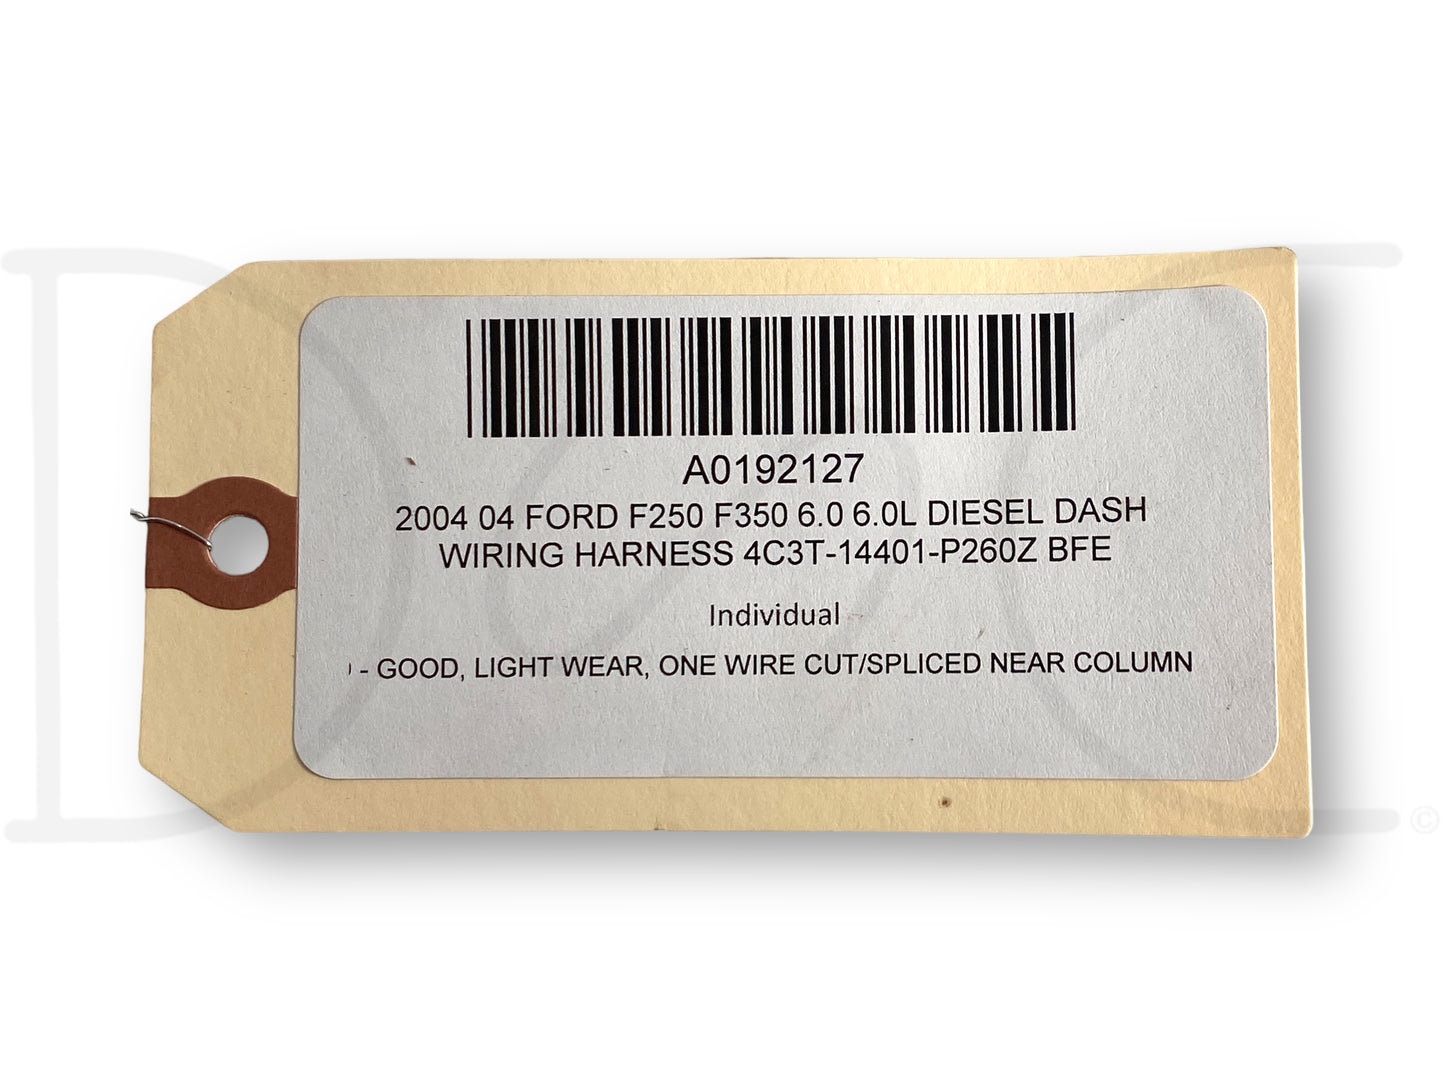 A0192127
2004 04 FORD F250 F350 6.0 6.0L DIESEL DASH
WIRING HARNESS 4C3T-14401-P260Z BFE
Individual
- GOOD, LIGHT WEAR, ONE WIRE CUT/SPLICED NEAR COLUMN
©